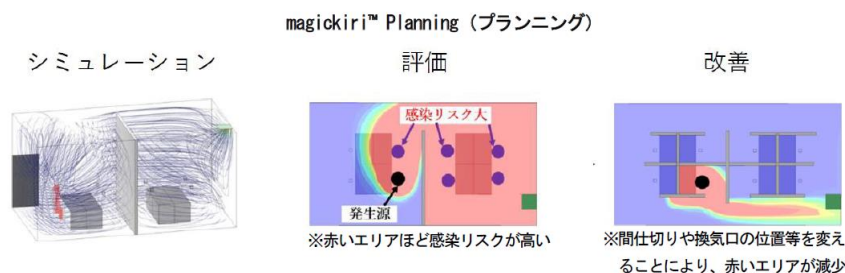 magickiri™ Planning (プランニング)
シミュレーション
評価
改善
感染リスク大
発生源
※赤いエリアほど感染リスクが高い
※間仕切りや換気口の位置等を変え
ることにより、赤いエリアが減少